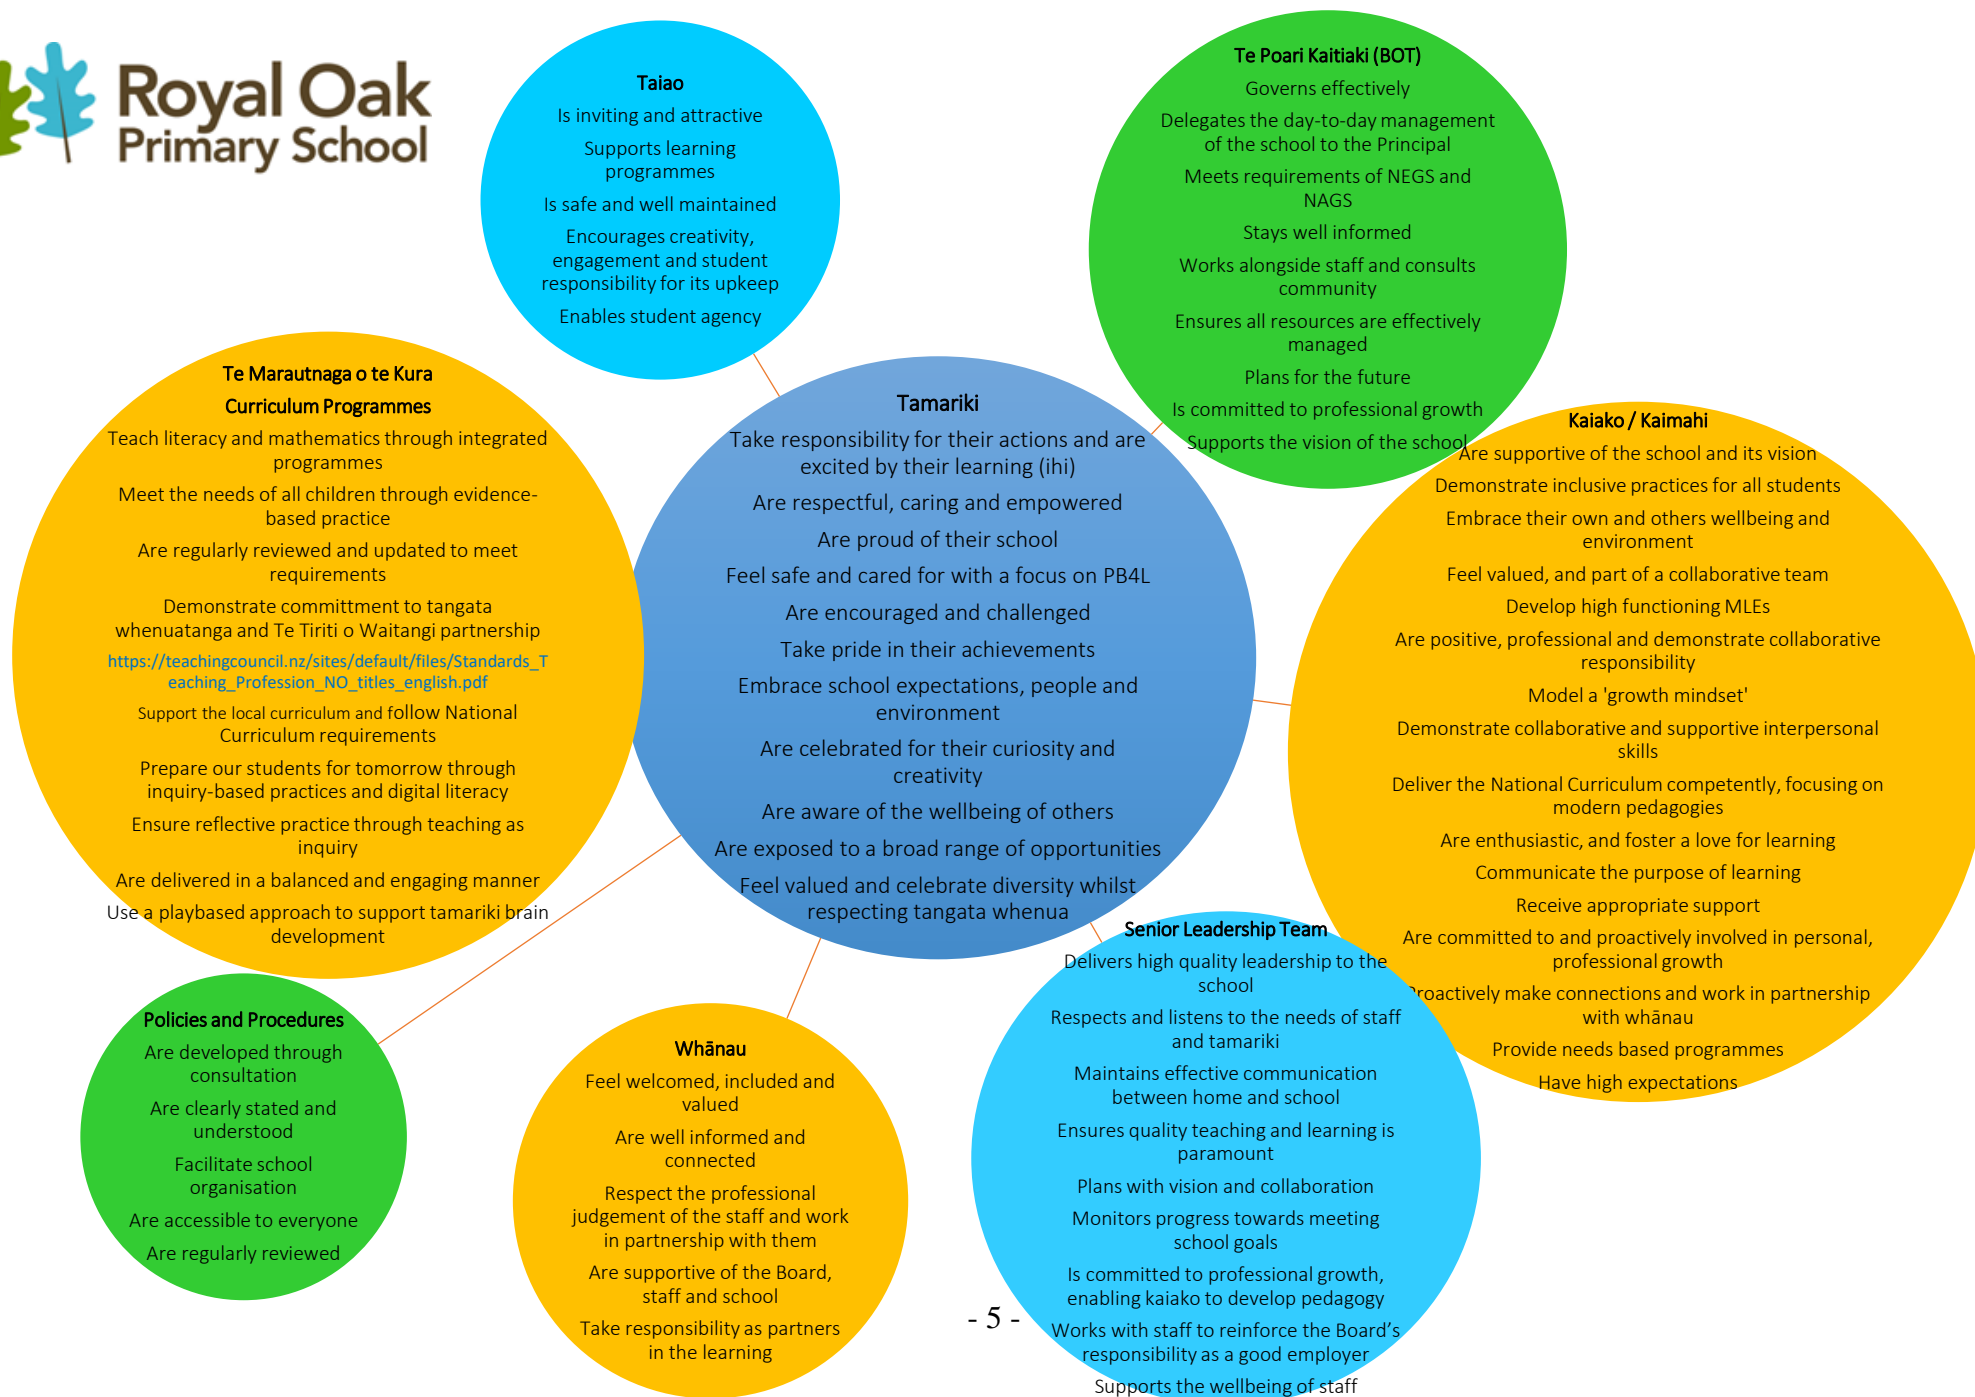 Royal Oak
Primary School
Taiao
Is inviting and attractive
Supports learning
programmes
Is safe and well maintained
Encourages creativity,
engagement and student
responsibility for its upkeep
Enables student agency
Te Poari Kaitiaki (BOT)
Governs effectively
Delegates the day-to-day management
of the school to the Principal
Meets requirements of NEGS and
NAGS
Stays well informed
Works alongside staff and consults
community
Ensures all resources are effectively
managed
Plans for the future
Is committed to professional growth
Supports the vision of the school
Te Marautnaga o te Kura
Curriculum Programmes
Teach literacy and mathematics through integrated
programmes
Meet the needs of all children through evidence-
based practice
Are regularly reviewed and updated to meet
requirements
Demonstrate committment to tangata
whenuatanga and Te Tiriti o Waitangi partnership
https://teachingcouncil.nz/sites/default/files/Standards_T
eaching_Profession_NO_titles_english.pdf
Support the local curriculum and follow National
Curriculum requirements
Prepare our students for tomorrow through
inquiry-based practices and digital literacy
Ensure reflective practice through teaching as
inquiry
Are delivered in a balanced and engaging manner
Use a playbased approach to support tamariki brain
development
Tamariki
Take responsibility for their actions and are
excited by their learning (ihi)
Are respectful, caring and empowered
Are proud of their school
Feel safe and cared for with a focus on PB4L
Are encouraged and challenged
Take pride in their achievements
Embrace school expectations, people and
environment
Are celebrated for their curiosity and
creativity
Are aware of the wellbeing of others
Are exposed to a broad range of opportunities
Feel valued and celebrate diversity whilst
respecting tangata whenua
Kaiako / Kaimahi
Are supportive of the school and its vision
Demonstrate inclusive practices for all students
Embrace their own and others wellbeing and
environment
Feel valued, and part of a collaborative team
Develop high functioning MLEs
Are positive, professional and demonstrate collaborative
responsibility
Model a 'growth mindset'
Demonstrate collaborative and supportive interpersonal
skills
Deliver the National Curriculum competently, focusing on
modern pedagogies
Are enthusiastic, and foster a love for learning
Communicate the purpose of learning
Receive appropriate support
Are committed to and proactively involved in personal,
professional growth
Proactively make connections and work in partnership
with whānau
Provide needs based programmes
Have high expectations
Policies and Procedures
Are developed through
consultation
Are clearly stated and
understood
Facilitate school
organisation
Are accessible to everyone
Are regularly reviewed
Whānau
Feel welcomed, included and
valued
Are well informed and
connected
Respect the professional
judgement of the staff and work
in partnership with them
Are supportive of the Board,
staff and school
Take responsibility as partners
in the learning
Senior Leadership Team
Delivers high quality leadership to the
school
Respects and listens to the needs of staff
and tamariki
Maintains effective communication
between home and school
Ensures quality teaching and learning is
paramount
Plans with vision and collaboration
Monitors progress towards meeting
school goals
Is committed to professional growth,
enabling kaiako to develop pedagogy
Works with staff to reinforce the Board’s
responsibility as a good employer
Supports the wellbeing of staff
- 5 -